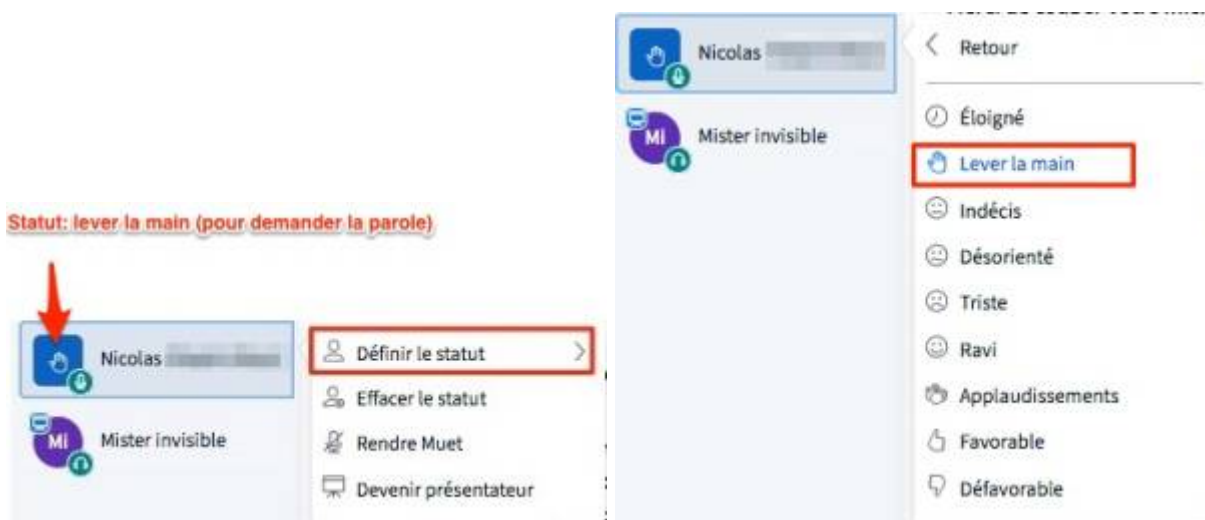 Statut: lever la main (pour demander la parole)
Nicolas
MI
Mister invisible
Définir le statut
Effacer le statut
Rendre Muet
Devenir présentateur
Nicolas
MI
Mister invisible
Retour
Éloigné
Lever la main
Indécis
Désorienté
Triste
Ravi
Applaudissements
Favorable
Défavorable